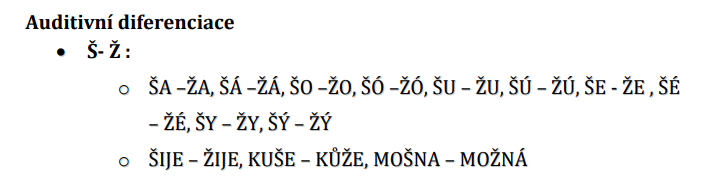 Auditivní diferenciace
• Š- Ž :
o ŠA –ŽA, ŠÁ –ŽÁ, ŠO –ŽO, ŠÓ –ŽÓ, ŠU – ŽU, ŠÚ – ŽÚ, ŠE - ŽE , ŠÉ
– ŽÉ, ŠY – ŽY, ŠÝ – ŽÝ
o ŠIJE – ŽIJE, KUŠE – KŮŽE, MOŠNA – MOŽNÁ